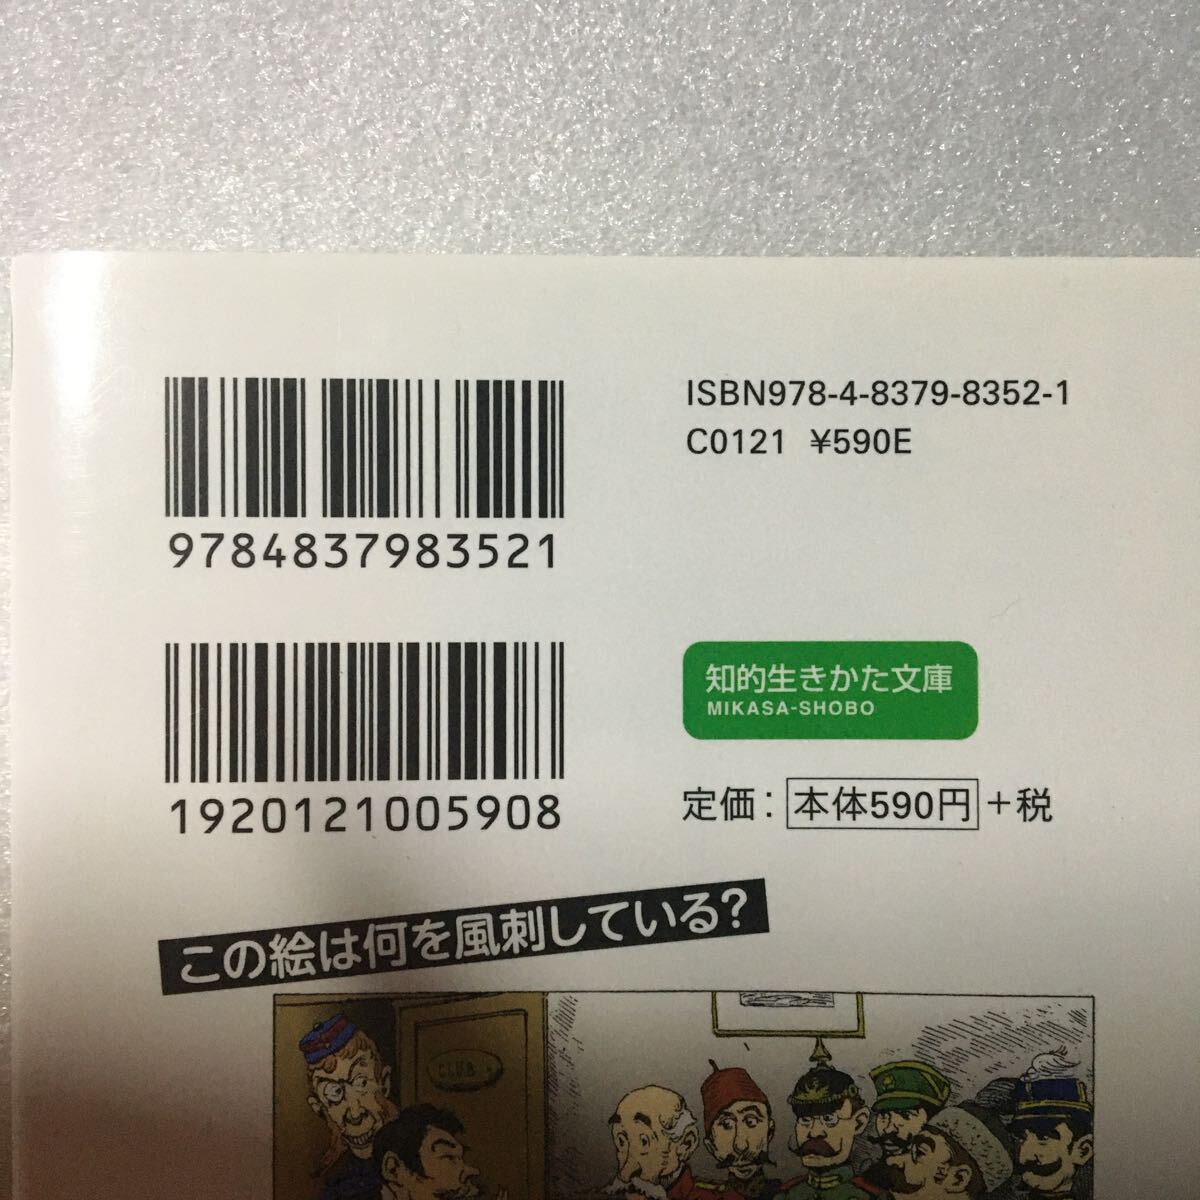 ISBN978-4-8379-8352-1
C0121 ¥590E
9784837983521
1920121005908
知的生きかた文庫
MIKASA-SHOBO
定価：本体590円＋税
この絵は何を風刺している？
CLUB